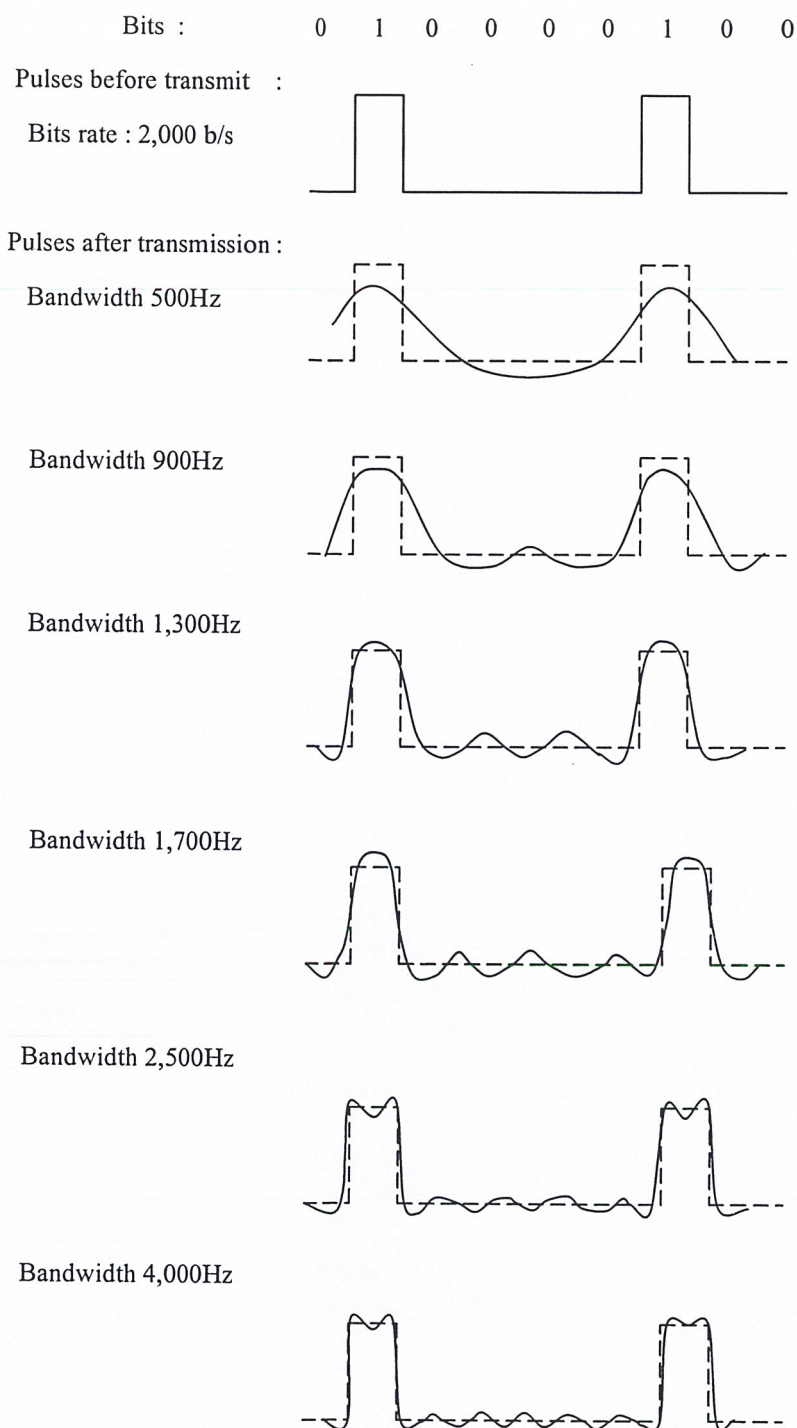 Bits : 0 1 0 0 0 0 1 0 0
Pulses before transmit :
Bits rate : 2,000 b/s
Pulses after transmission :
Bandwidth 500Hz
Bandwidth 900Hz
Bandwidth 1,300Hz
Bandwidth 1,700Hz
Bandwidth 2,500Hz
Bandwidth 4,000Hz